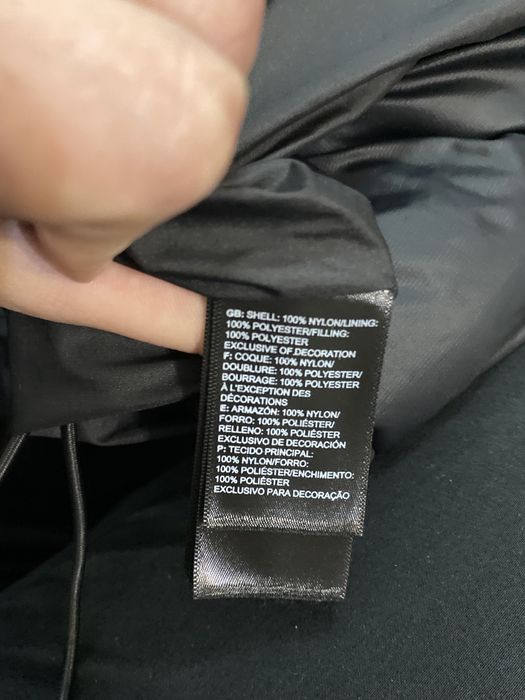 GB: SHELL: 100% NYLON/LINING:
100% POLYESTER/FILLING:
100% POLYESTER
EXCLUSIVE OF DECORATION
F: COQUE: 100% NYLON/
DOUBLURE: 100% POLYESTER/
BOURRAGE: 100% POLYESTER
À L'EXCEPTION DES
DÉCORATIONS
E: ARMAZÓN: 100% NYLON/
FORRO: 100% POLIÉSTER/
RELLENO: 100% POLIÉSTER
EXCLUSIVO DE DECORACIÓN
P: TECIDO PRINCIPAL:
100% NYLON/FORRO:
100% POLIÉSTER/ENCHIMENTO:
100% POLIÉSTER
EXCLUSIVO PARA DECORAÇÃO